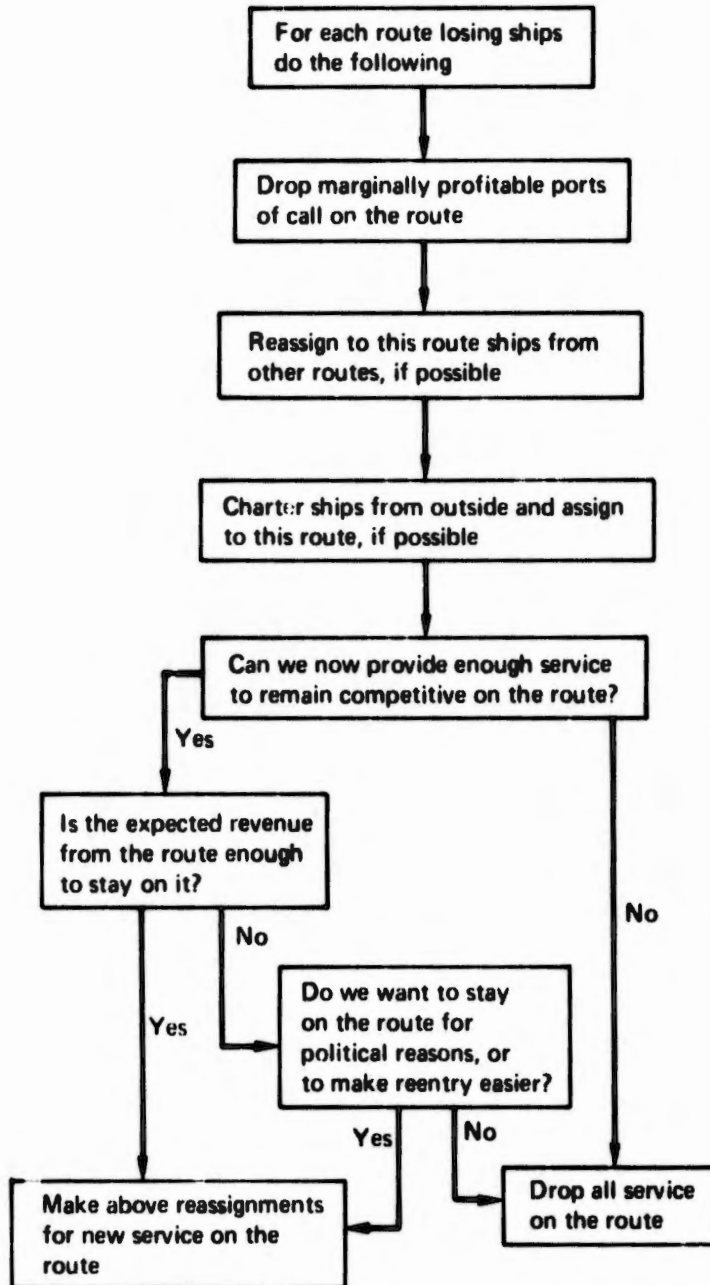 For each route losing ships
do the following
Drop marginally profitable ports
of call on the route
Reassign to this route ships from
other routes, if possible
Charter ships from outside and assign
to this route, if possible
Can we now provide enough service
to remain competitive on the route?
Yes
Is the expected revenue
from the route enough
to stay on it?
No
No
Do we want to stay
on the route for
political reasons, or
to make reentry easier?
Yes
Yes
No
Make above reassignments
for new service on the
route
Drop all service
on the route